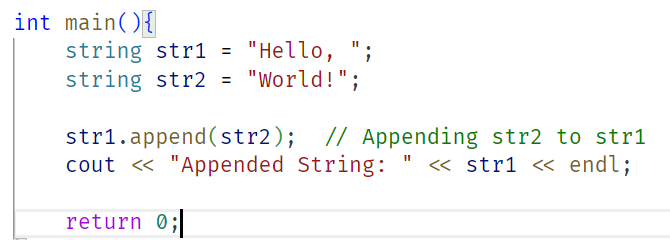 int main(){
    string str1 = "Hello, ";
    string str2 = "World!";
    str1.append(str2);  // Appending str2 to str1
    cout << "Appended String: " << str1 << endl;
    return 0;